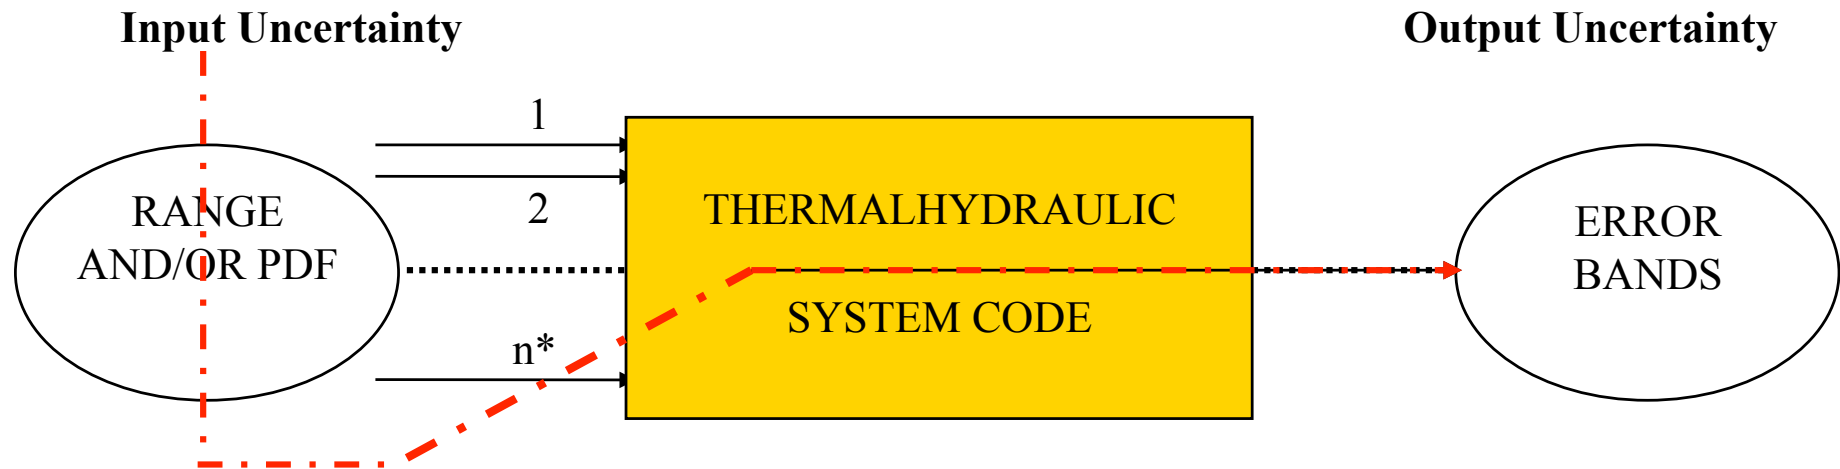 Input Uncertainty
Output Uncertainty
1
2
n*
RANGE
AND/OR PDF
THERMALHYDRAULIC
SYSTEM CODE
ERROR
BANDS